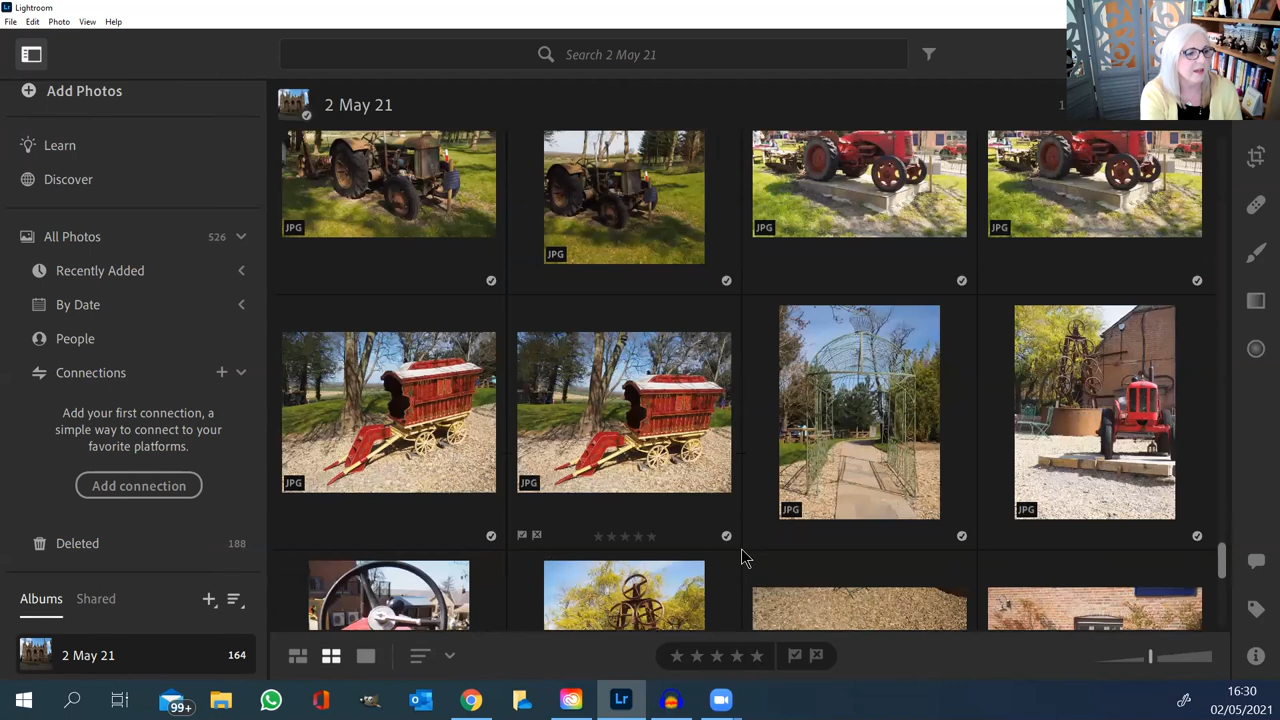 Lightroom
File Edit Photo View Help
Search 2 May 21
Add Photos
2 May 21
Learn
Discover
All Photos 526
Recently Added
By Date
People
Connections
Add your first connection, a
simple way to connect to your
favorite platforms.
Add connection
Deleted 188
Albums Shared
2 May 21 164
JPG JPG JPG JPG
JPG JPG JPG JPG
Lr
99+
16:30
02/05/2021